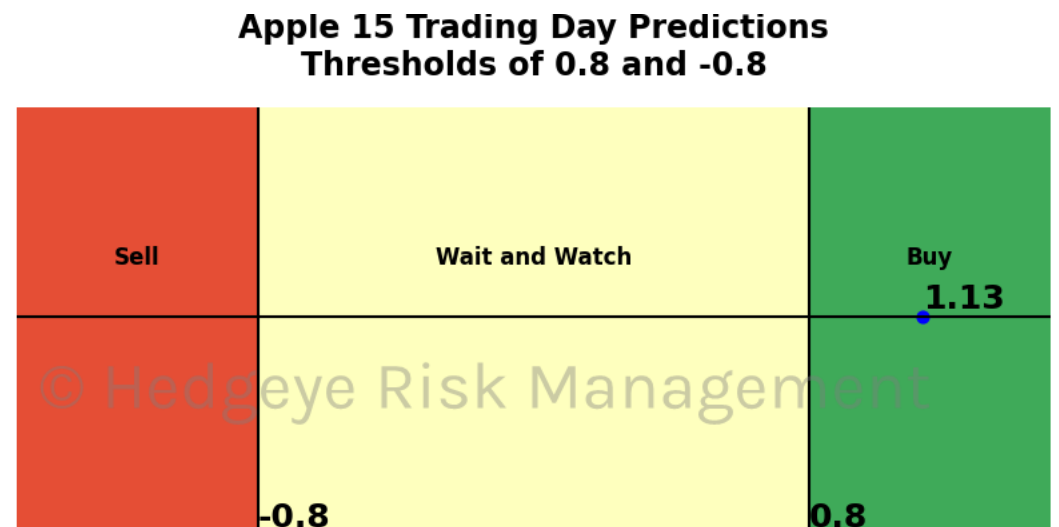 Apple 15 Trading Day Predictions
Thresholds of 0.8 and -0.8
Sell
Wait and Watch
Buy
1.13
© Hedgeye Risk Management
-0.8
0.8